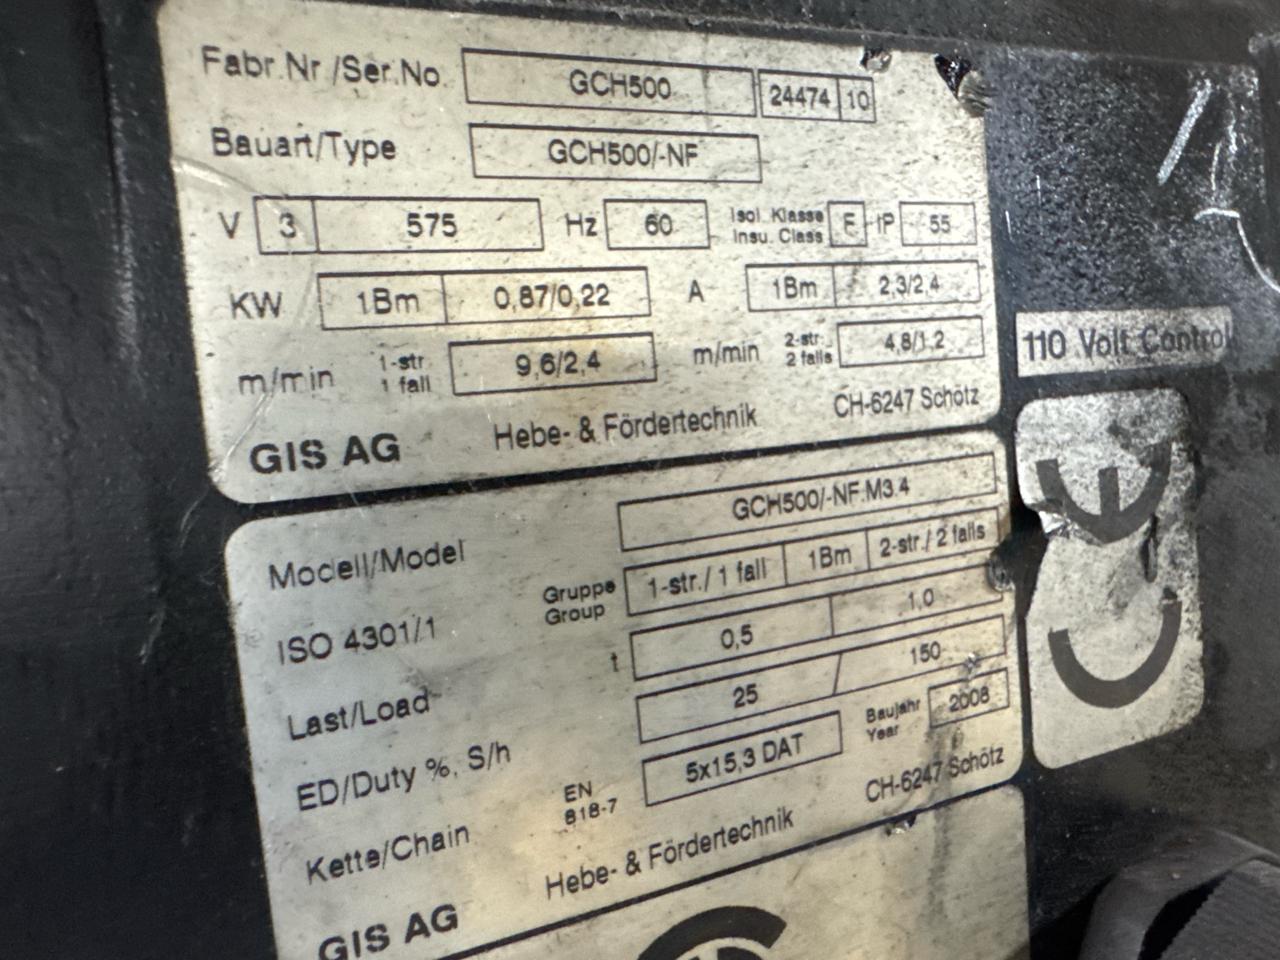 Fabr.Nr /Ser.No. GCH500 24474 10
Bauart/Type GCH500/-NF
V 3 575 Hz 60 Isol. Klasse Insu. Class F IP 55
KW 1Bm 0,87/0,22 A 1Bm 2,3/2,4
m/min 1-str. 1 fall 9,6/2,4 m/min 2-str. 2 falls 4,8/1,2
GIS AG Hebe- & Fördertechnik CH-6247 Schötz
110 Volt Control
CE
Modell/Model GCH500/-NF.M3.4
ISO 4301/1 Gruppe Group 1-str./ 1 fall 1Bm 2-str./ 2 falls
Last/Load t 0,5 1,0
ED/Duty %, S/h 25 150
Kette/Chain EN 818-7 5x15,3 DAT Baujahr Year 2008
GIS AG Hebe- & Fördertechnik CH-6247 Schötz